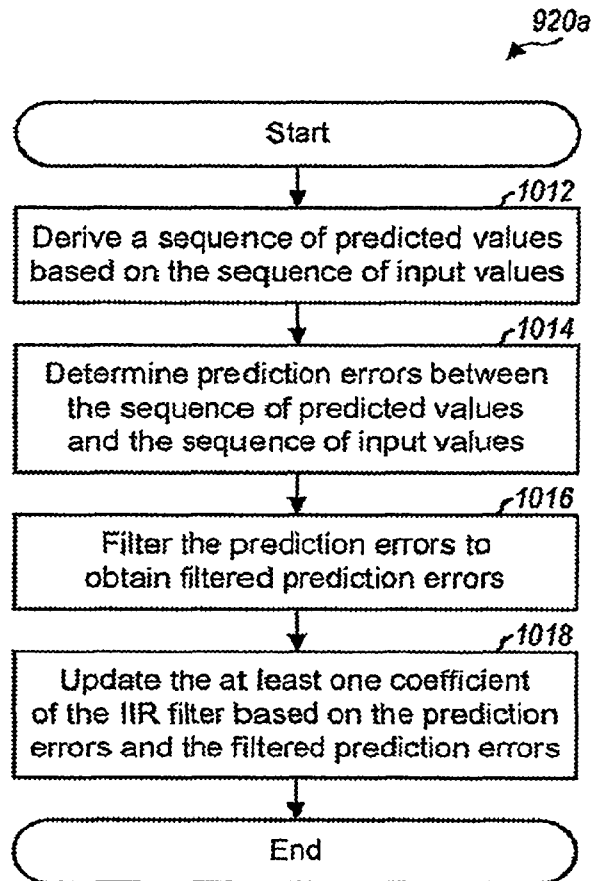 920a
Start
1012
Derive a sequence of predicted values
based on the sequence of input values
1014
Determine prediction errors between
the sequence of predicted values
and the sequence of input values
1016
Filter the prediction errors to
obtain filtered prediction errors
1018
Update the at least one coefficient
of the IIR filter based on the prediction
errors and the filtered prediction errors
End